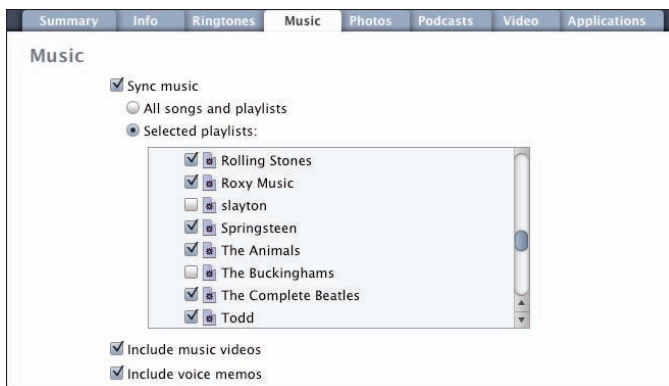 Summary Info Ringtones Music Photos Podcasts Video Applications
Music
Sync music
All songs and playlists
Selected playlists:
Rolling Stones
Roxy Music
slayton
Springsteen
The Animals
The Buckinghams
The Complete Beatles
Todd
Include music videos
Include voice memos